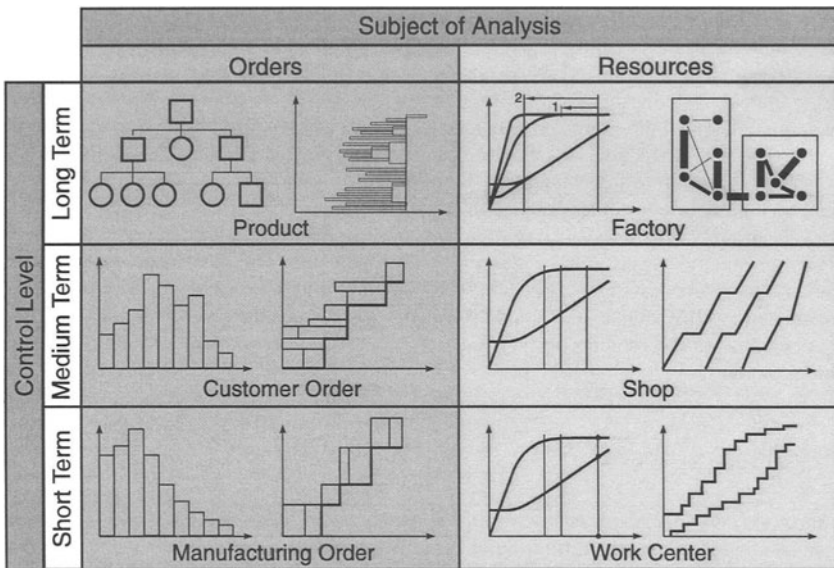 Subject of Analysis
Orders
Resources
Control Level
Long Term
Product
2
1
Factory
Medium Term
Customer Order
Shop
Short Term
Manufacturing Order
Work Center